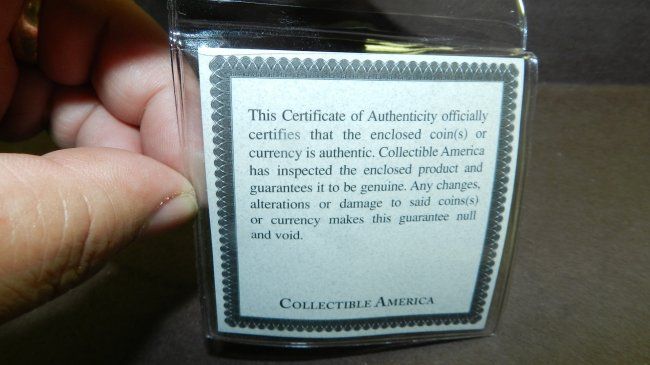 This Certificate of Authenticity officially
certifies that the enclosed coin(s) or
currency is authentic. Collectible America
has inspected the enclosed product and
guarantees it to be genuine. Any changes,
alterations or damage to said coins(s)
or currency makes this guarantee null
and void.
COLLECTIBLE AMERICA